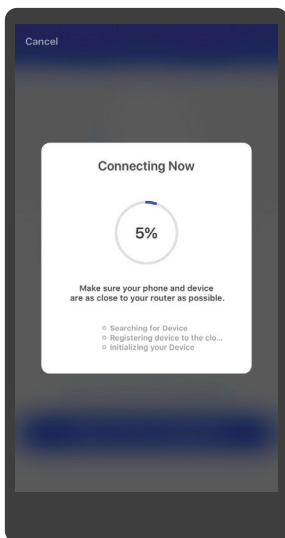 Cancel
Connecting Now
5%
Make sure your phone and device
are as close to your router as possible.
Searching for Device
Registering device to the clo...
Initializing your Device